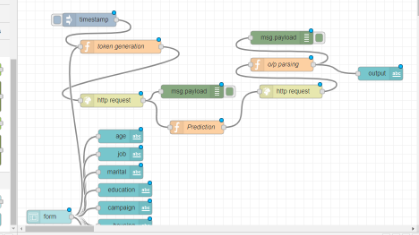 timestamp
token generation
http request
msg payload
Prediction
msg payload
o/p parsing
http request
output
age
job
marital
education
campaign
form